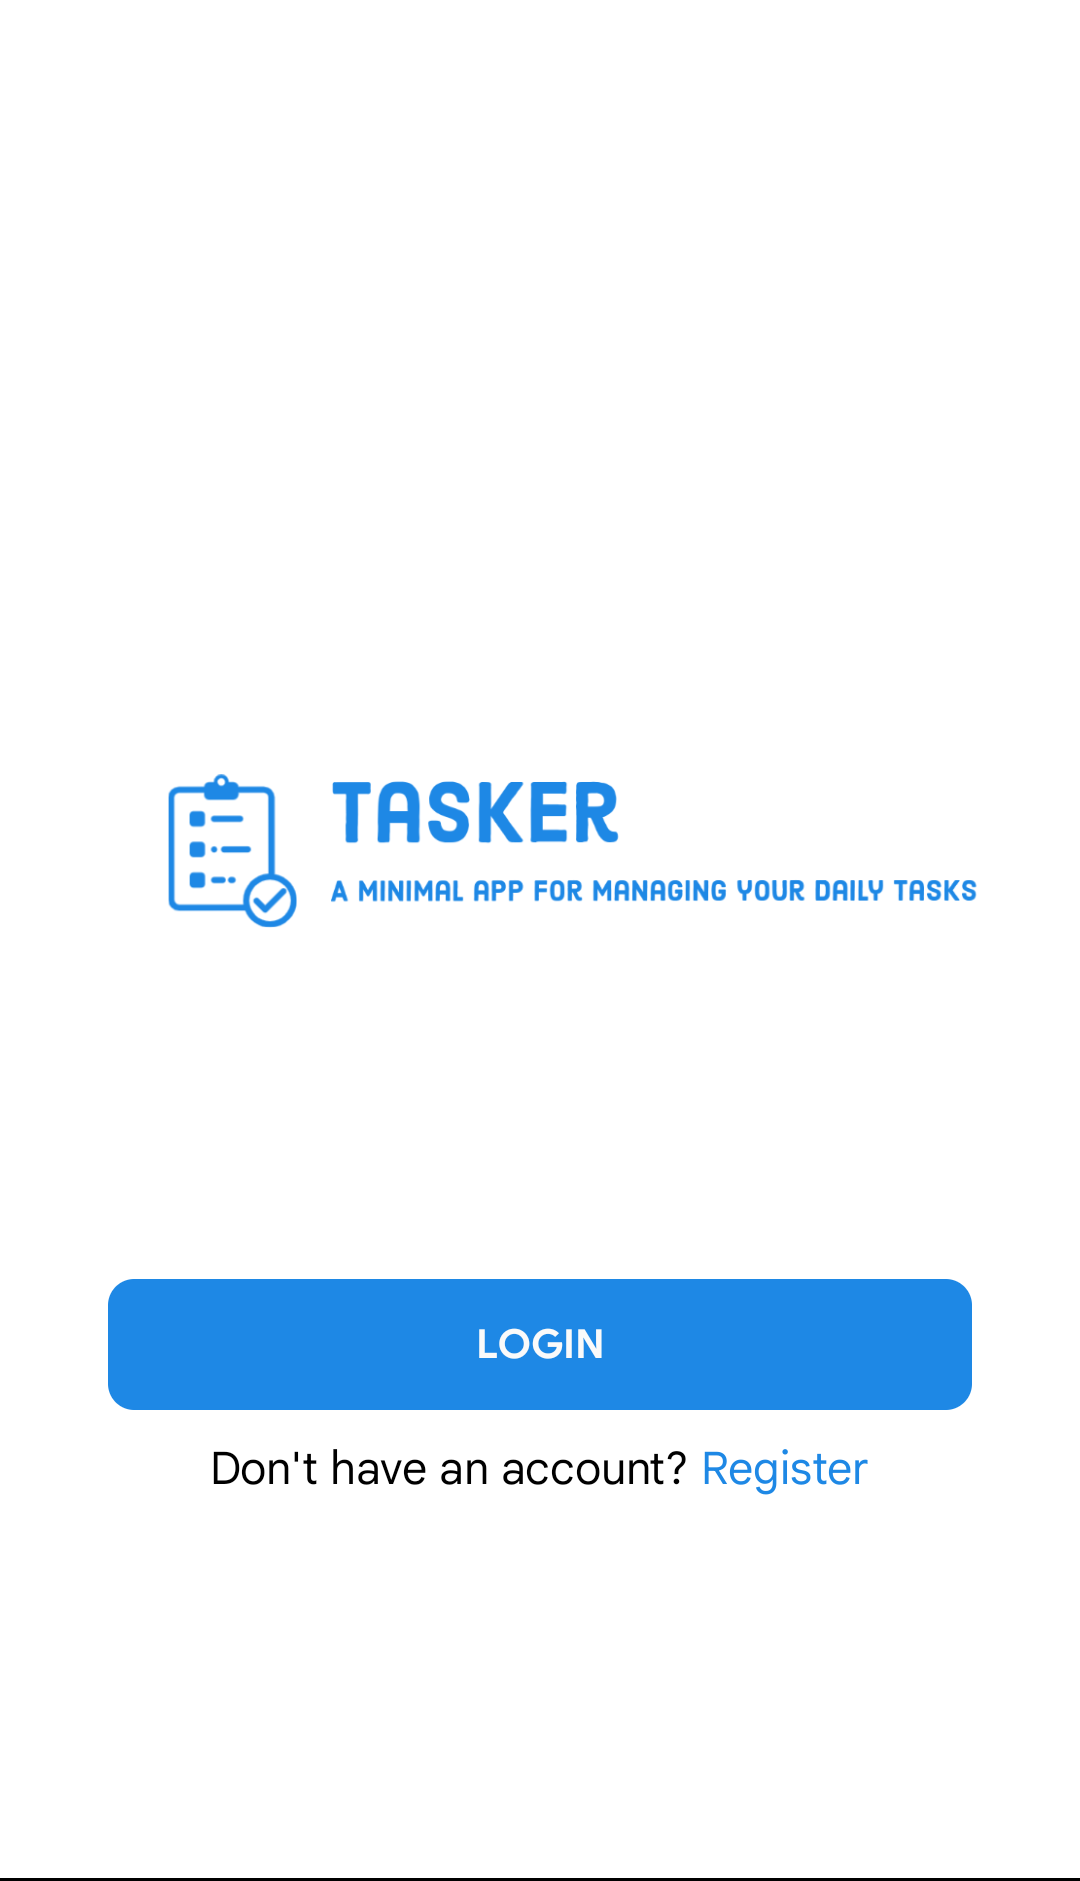 TASKER
A MINIMAL APP FOR MANAGING YOUR DAILY TASKS
LOGIN
Don't have an account? Register